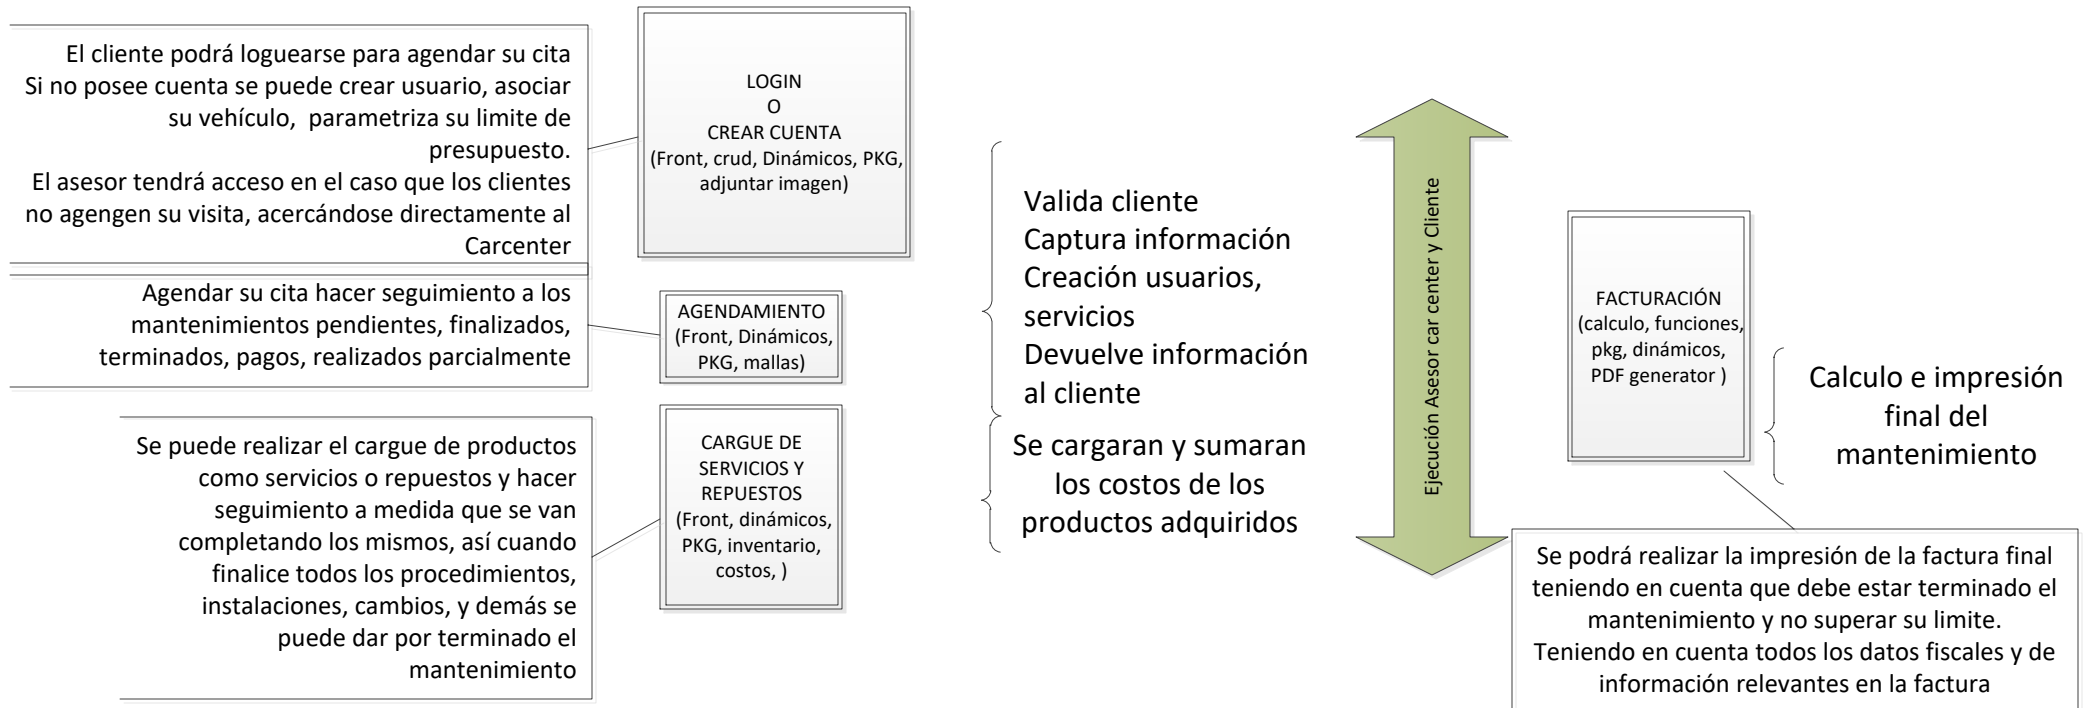 El cliente podrá loguearse para agendar su cita
Si no posee cuenta se puede crear usuario, asociar
su vehículo, parametriza su limite de
presupuesto.
El asesor tendrá acceso en el caso que los clientes
no agengen su visita, acercándose directamente al
Carcenter
LOGIN
O
CREAR CUENTA
(Front, crud, Dinámicos, PKG,
adjuntar imagen)
Agendar su cita hacer seguimiento a los
mantenimientos pendientes, finalizados,
terminados, pagos, realizados parcialmente
AGENDAMIENTO
(Front, Dinámicos,
PKG, mallas)
Se puede realizar el cargue de productos
como servicios o repuestos y hacer
seguimiento a medida que se van
completando los mismos, así cuando
finalice todos los procedimientos,
instalaciones, cambios, y demás se
puede dar por terminado el
mantenimiento
CARGUE DE
SERVICIOS Y
REPUESTOS
(Front, dinámicos,
PKG, inventario,
costos, )
Valida cliente
Captura información
Creación usuarios,
servicios
Devuelve información
al cliente
Se cargaran y sumaran
los costos de los
productos adquiridos
Ejecución Asesor car center y Cliente
FACTURACIÓN
(calculo, funciones,
pkg, dinámicos,
PDF generator )
Calculo e impresión
final del
mantenimiento
Se podrá realizar la impresión de la factura final
teniendo en cuenta que debe estar terminado el
mantenimiento y no superar su limite.
Teniendo en cuenta todos los datos fiscales y de
información relevantes en la factura